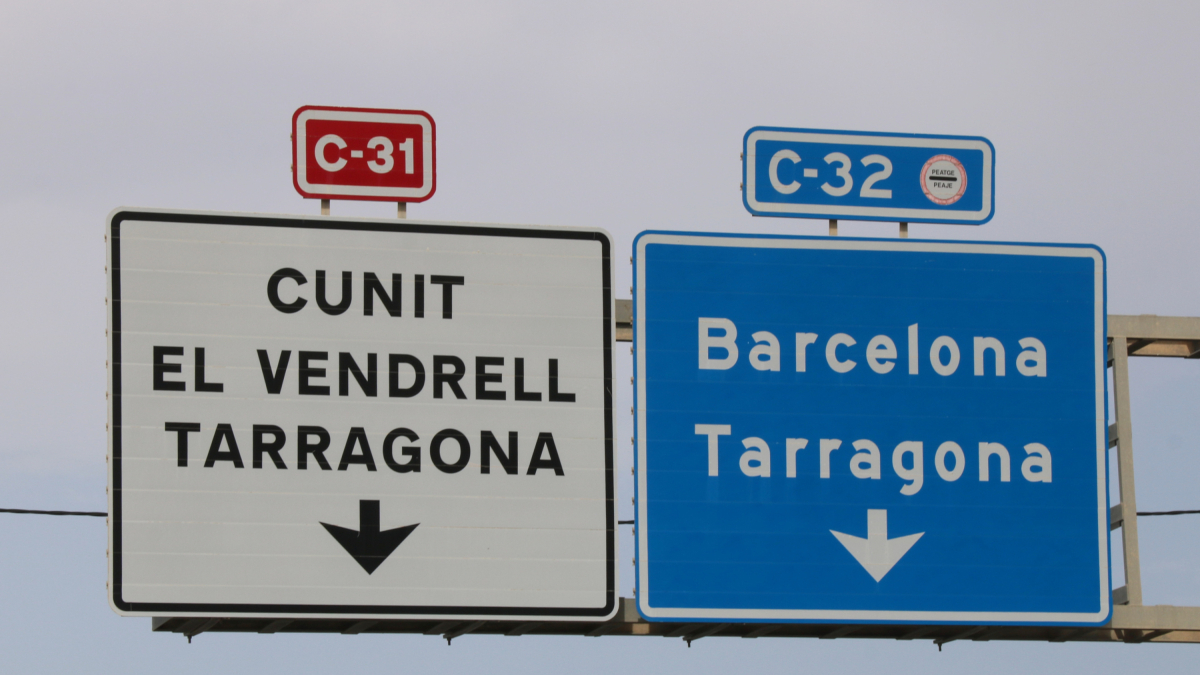 C-31
CUNIT
EL VENDRELL
TARRAGONA
C-32
PEATGE
PEAJE
Barcelona
Tarragona